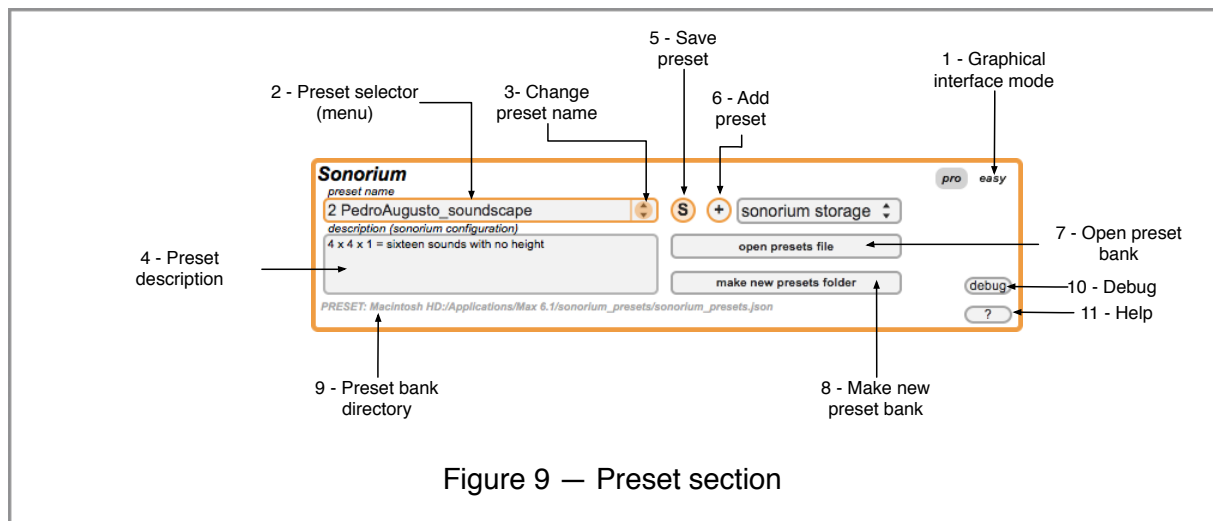 5 - Save
preset
1 - Graphical
interface mode
2 - Preset selector
(menu)
3- Change
preset name
6 - Add
preset
Sonorium
pro easy
preset name
2 PedroAugusto_soundscape
S + sonorium storage
description (sonorium configuration)
4 x 4 x 1 = sixteen sounds with no height
open presets file
7 - Open preset
bank
4 - Preset
description
make new presets folder
debug
10 - Debug
PRESET: Macintosh HD:/Applications/Max 6.1/sonorium_presets/sonorium_presets.json
?
11 - Help
9 - Preset bank
directory
8 - Make new
preset bank
Figure 9 — Preset section